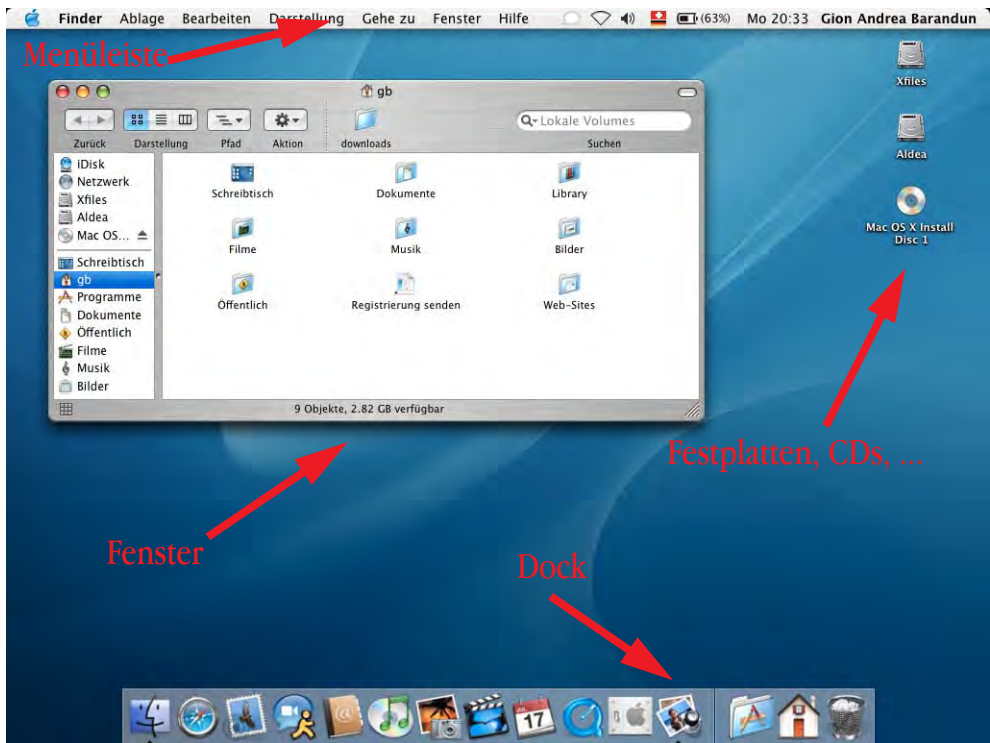 Finder Ablage Bearbeiten Darstellung Gehe zu Fenster Hilfe (63%) Mo 20:33 Gion Andrea Barandun
Menüleiste
gb
Lokale Volumes
Zurück Darstellung Pfad Aktion downloads Suchen
iDisk
Netzwerk
Xfiles
Aldea
Mac OS...
Schreibtisch
gb
Programme
Dokumente
Öffentlich
Filme
Musik
Bilder
Schreibtisch Dokumente Library
Filme Musik Bilder
Öffentlich Registrierung senden Web-Sites
9 Objekte, 2.82 GB verfügbar
Xfiles
Aldea
Mac OS X Install
Disc 1
Festplatten, CDs, ...
Fenster
Dock
17